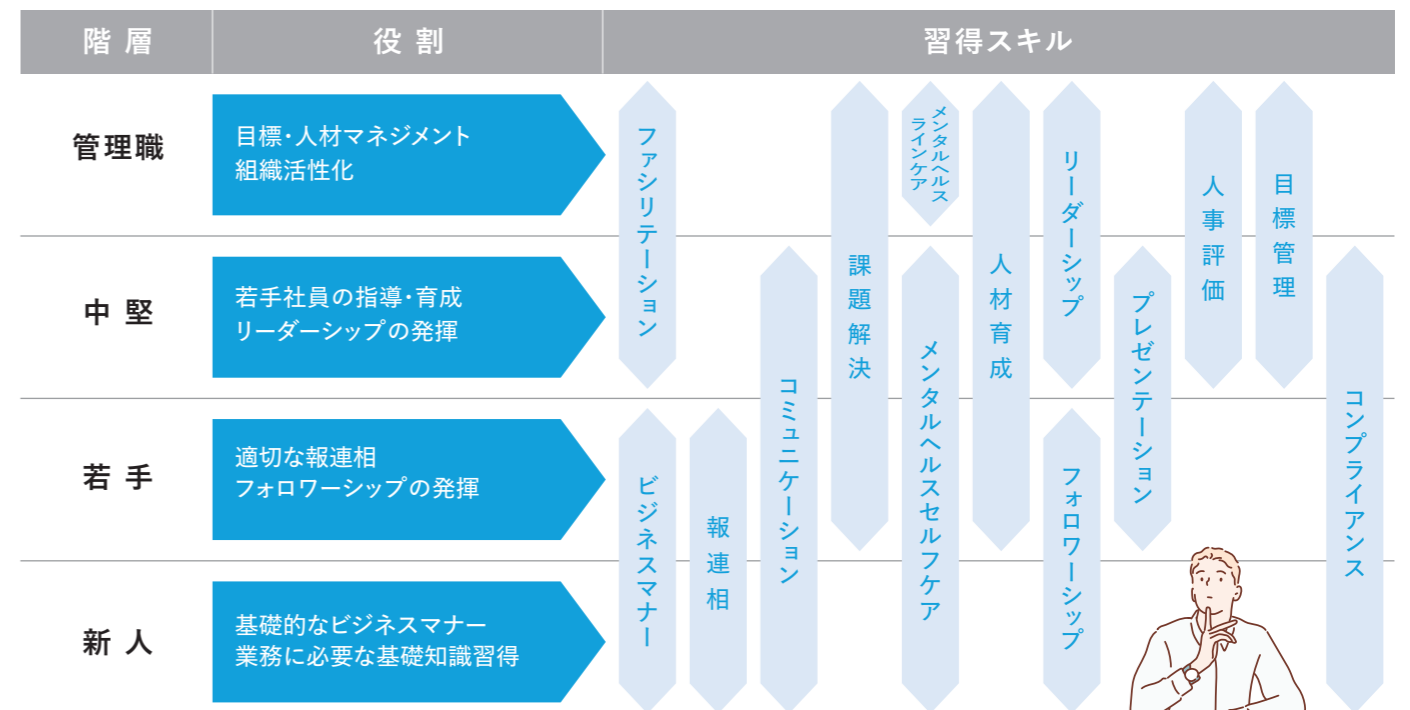 階層 役割 習得スキル
管理職
目標・人材マネジメント
組織活性化
中堅
若手社員の指導・育成
リーダーシップの発揮
若手
適切な報連相
フォロワーシップの発揮
新人
基礎的なビジネスマナー
業務に必要な基礎知識習得
ファシリテーション
ビジネスマナー
報連相
コミュニケーション
課題解決
メンタルヘルス
ラインケア
メンタルヘルスセルフケア
人材育成
リーダーシップ
フォロワーシップ
プレゼンテーション
人事評価
目標管理
コンプライアンス